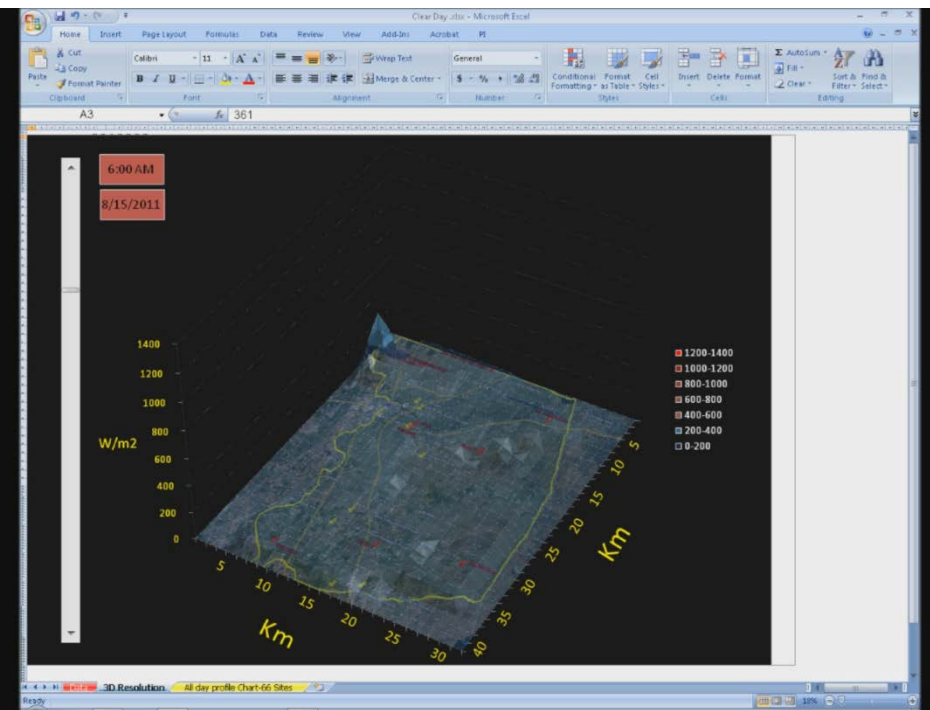 Clear Day .xlsx - Microsoft Excel
Home Insert Page Layout Formulas Data Review View Add-Ins Acrobat PI
Cut
Copy
Format Painter
Paste
Clipboard
Calibri 11
B I U
Font
Wrap Text
Merge & Center
Alignment
General
$ % ,
Number
Conditional Formatting
Format as Table
Cell Styles
Styles
Insert Delete Format
Cells
AutoSum
Fill
Clear
Sort & Filter
Find & Select
Editing
A3 fx 361
6:00 AM
8/15/2011
1400
1200
1000
800
W/m2
600
400
200
0
5
10
15
20
25
30
Km
5
10
15
20
25
30
35
40
Km
1200-1400
1000-1200
800-1000
600-800
400-600
200-400
0-200
3D Resolution All day profile Chart-66 Sites
Ready 18%